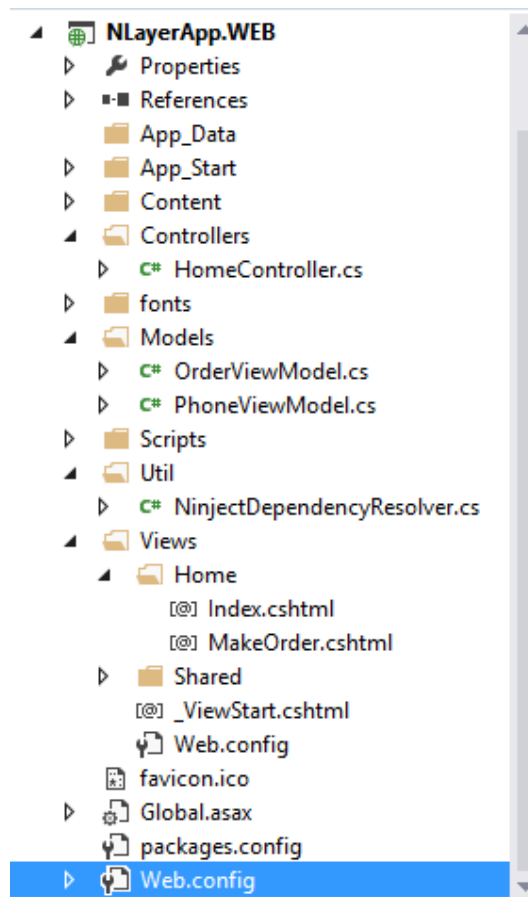 NLayerApp.WEB
Properties
References
App_Data
App_Start
Content
Controllers
C# HomeController.cs
fonts
Models
C# OrderViewModel.cs
C# PhoneViewModel.cs
Scripts
Util
C# NinjectDependencyResolver.cs
Views
Home
[@] Index.cshtml
[@] MakeOrder.cshtml
Shared
[@] _ViewStart.cshtml
Web.config
favicon.ico
Global.asax
packages.config
Web.config